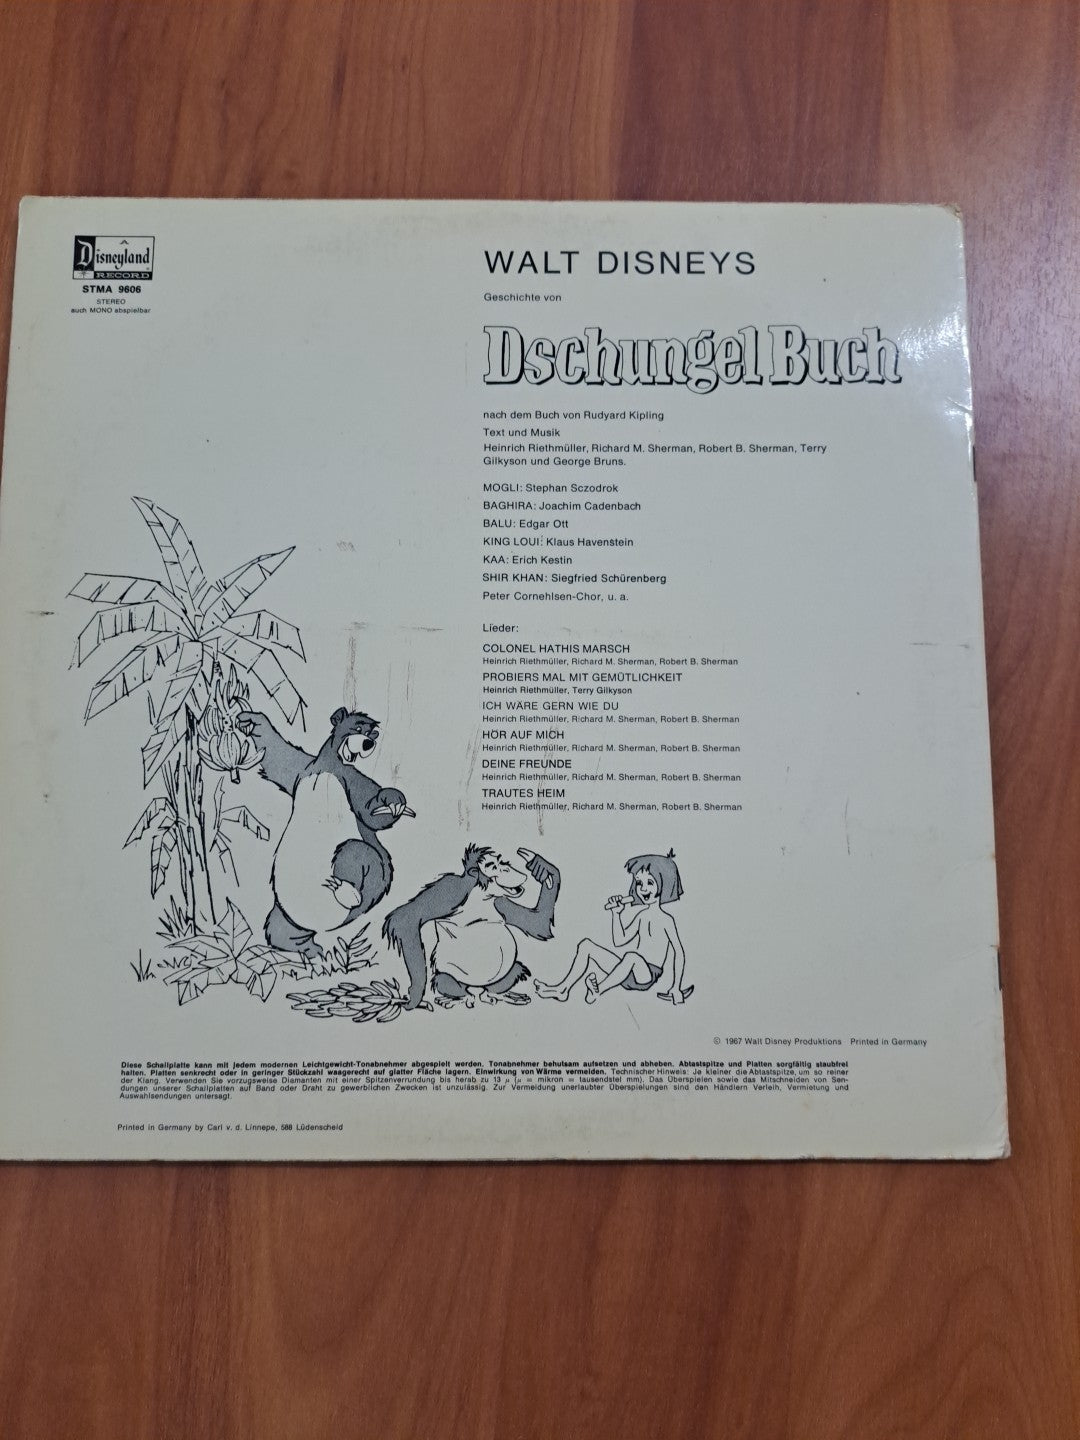 A
Disneyland
RECORD
STMA 9606
STEREO
auch MONO abspielbar
WALT DISNEYS
Geschichte von
Dschungel Buch
nach dem Buch von Rudyard Kipling
Text und Musik
Heinrich Riethmüller, Richard M. Sherman, Robert B. Sherman, Terry
Gilkyson und George Bruns.
MOGLI: Stephan Sczodrok
BAGHIRA: Joachim Cadenbach
BALU: Edgar Ott
KING LOUI: Klaus Havenstein
KAA: Erich Kestin
SHIR KHAN: Siegfried Schürenberg
Peter Cornehlsen-Chor, u. a.
Lieder:
COLONEL HATHIS MARSCH
Heinrich Riethmüller, Richard M. Sherman, Robert B. Sherman
PROBIERS MAL MIT GEMÜTLICHKEIT
Heinrich Riethmüller, Terry Gilkyson
ICH WÄRE GERN WIE DU
Heinrich Riethmüller, Richard M. Sherman, Robert B. Sherman
HÖR AUF MICH
Heinrich Riethmüller, Richard M. Sherman, Robert B. Sherman
DEINE FREUNDE
Heinrich Riethmüller, Richard M. Sherman, Robert B. Sherman
TRAUTES HEIM
Heinrich Riethmüller, Richard M. Sherman, Robert B. Sherman
© 1967 Walt Disney Produktions Printed in Germany
Diese Schallplatte kann mit jedem modernen Leichtgewicht-Tonabnehmer abgespielt werden. Tonabnehmer behutsam aufsetzen und abheben. Abtastspitze und Platten sorgfältig staubfrei
halten. Platten senkrecht oder in geringer Stückzahl waagerecht auf glatter Fläche lagern. Einwirkung von Wärme vermeiden. Technischer Hinweis: Je kleiner die Abtastspitze, um so reiner
der Klang. Verwenden Sie vorzugsweise Diamanten mit einer Spitzenverrundung bis herab zu 13 µ (µ = mikron = tausendstel mm). Das Überspielen sowie das Mitschneiden von Sen-
dungen unserer Schallplatten auf Band oder Draht zu gewerblichen Zwecken ist unzulässig. Zur Vermeidung unerlaubter Überspielungen sind den Händlern Verleih, Vermietung und
Auswahlsendungen untersagt.
Printed in Germany by Carl v. d. Linnepe, 588 Lüdenscheid